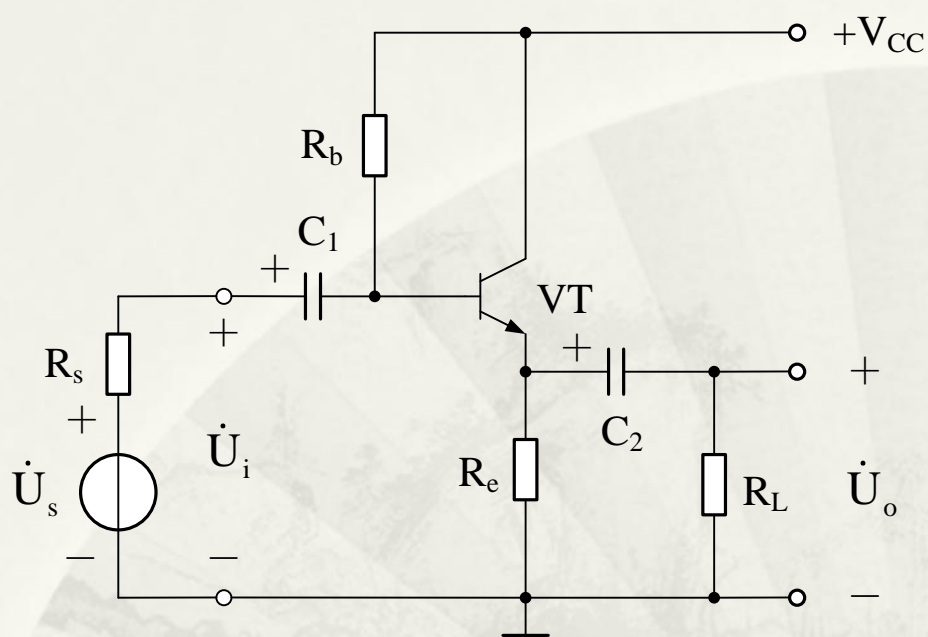 +V_CC
R_b
C_1
+
VT
+
+
R_s
+
+
C_2
U̇_i
R_e
R_L
U̇_s
U̇_o
−
−
−